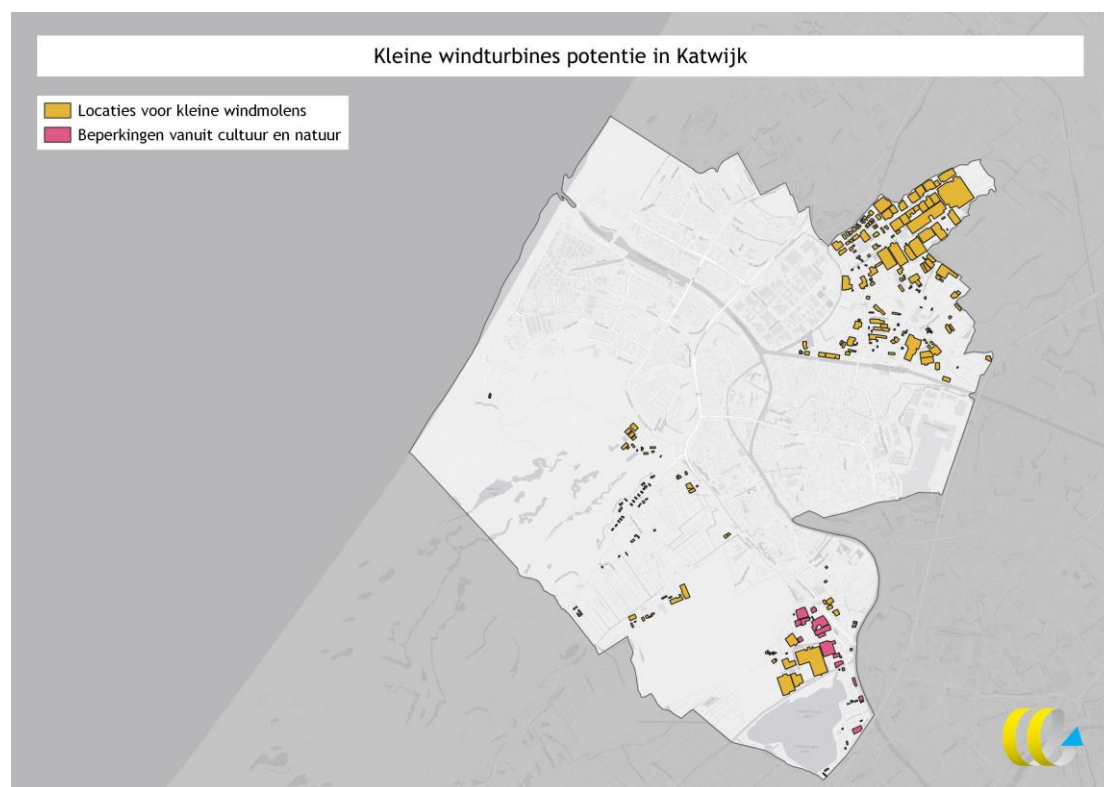 Kleine windturbines potentie in Katwijk
Locaties voor kleine windmolens
Beperkingen vanuit cultuur en natuur